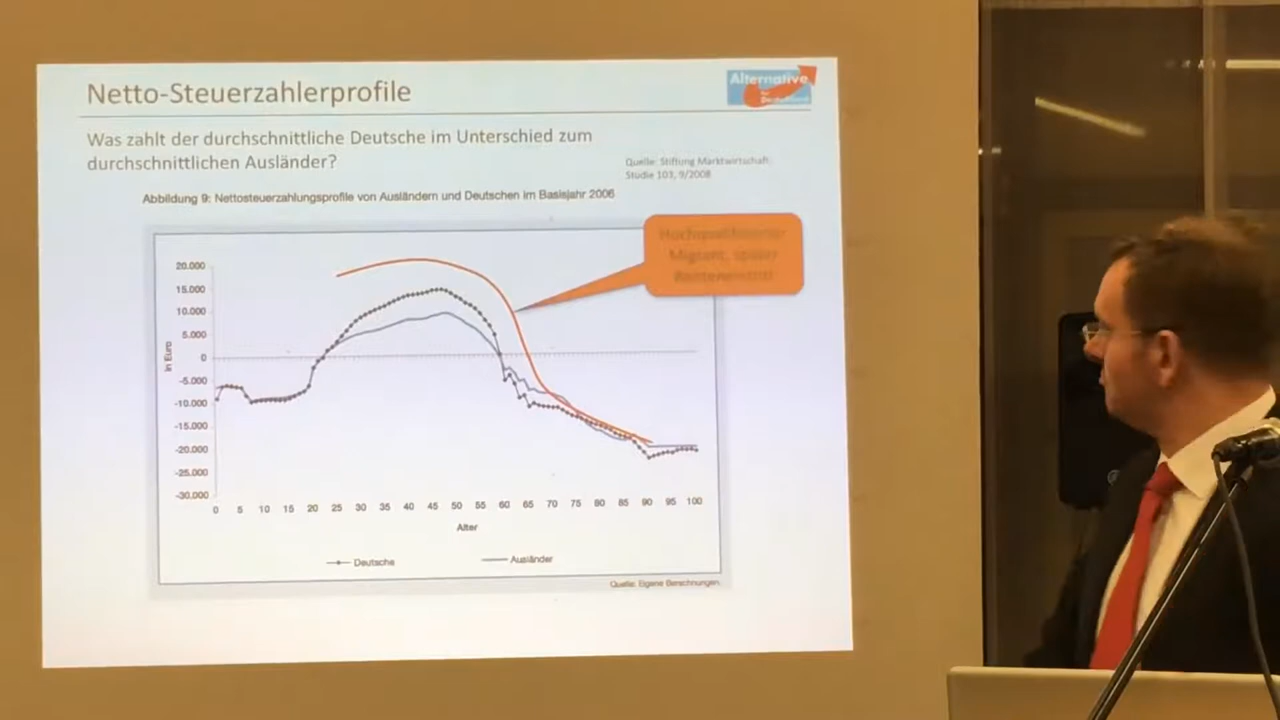 Netto-Steuerzahlerprofile
Alternative
für
Deutschland
Was zahlt der durchschnittliche Deutsche im Unterschied zum
durchschnittlichen Ausländer?
Quelle: Stiftung Marktwirtschaft,
Studie 103, 9/2008
Abbildung 9: Nettosteuerzahlungsprofile von Ausländern und Deutschen im Basisjahr 2006
Migrant, später
20.000
15.000
10.000
5.000
0
-5.000
-10.000
-15.000
-20.000
-25.000
-30.000
in Euro
0 5 10 15 20 25 30 35 40 45 50 55 60 65 70 75 80 85 90 95 100
Alter
Deutsche Ausländer
Quelle: Eigene Berechnungen.